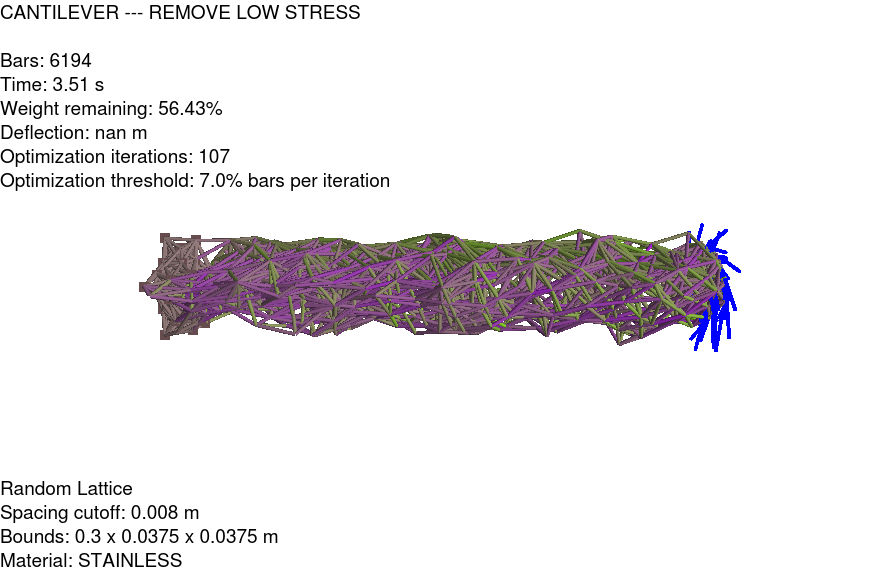 CANTILEVER --- REMOVE LOW STRESS
Bars: 6194
Time: 3.51 s
Weight remaining: 56.43%
Deflection: nan m
Optimization iterations: 107
Optimization threshold: 7.0% bars per iteration
Random Lattice
Spacing cutoff: 0.008 m
Bounds: 0.3 x 0.0375 x 0.0375 m
Material: STAINLESS